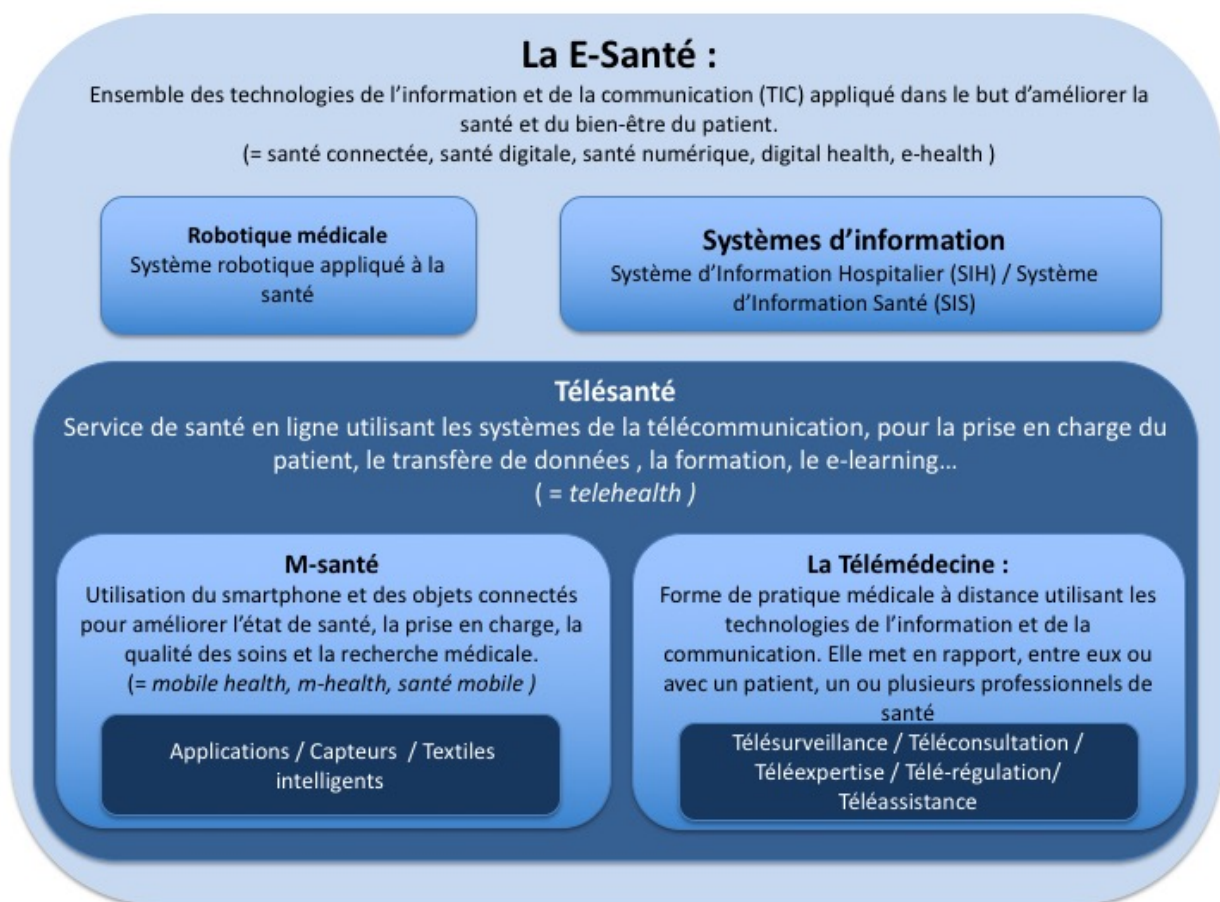 La E-Santé :
Ensemble des technologies de l'information et de la communication (TIC) appliqué dans le but d'améliorer la
santé et du bien-être du patient.
(= santé connectée, santé digitale, santé numérique, digital health, e-health )
Robotique médicale
Système robotique appliqué à la
santé
Systèmes d'information
Système d'Information Hospitalier (SIH) / Système
d'Information Santé (SIS)
Télésanté
Service de santé en ligne utilisant les systèmes de la télécommunication, pour la prise en charge du
patient, le transfère de données , la formation, le e-learning…
( = telehealth )
M-santé
Utilisation du smartphone et des objets connectés
pour améliorer l'état de santé, la prise en charge, la
qualité des soins et la recherche médicale.
(= mobile health, m-health, santé mobile )
Applications / Capteurs / Textiles
intelligents
La Télémédecine :
Forme de pratique médicale à distance utilisant les
technologies de l'information et de la
communication. Elle met en rapport, entre eux ou
avec un patient, un ou plusieurs professionnels de
santé
Télésurveillance / Téléconsultation /
Téléexpertise / Télé-régulation/
Téléassistance